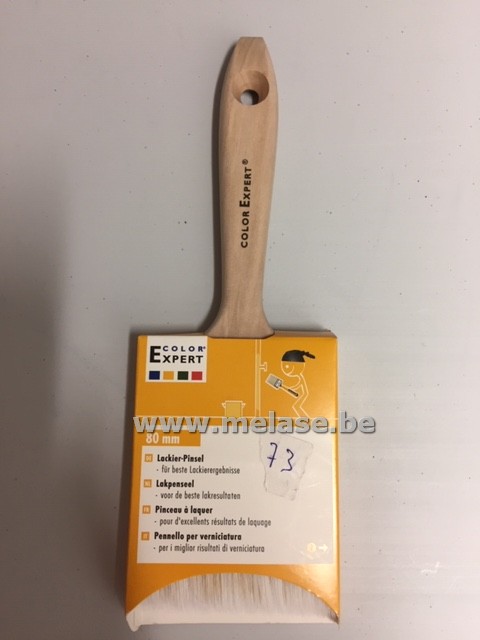 COLOR EXPERT®
COLOR®
EXPERT
www.melase.be
80 mm
73
Lackier-Pinsel
- für beste Lackierergebnisse
Lakpenseel
- voor de beste lakresultaten
Pinceau à laquer
- pour d'excellents résultats de laquage
Pennello per verniciatura
- per i miglior risultati di verniciatura